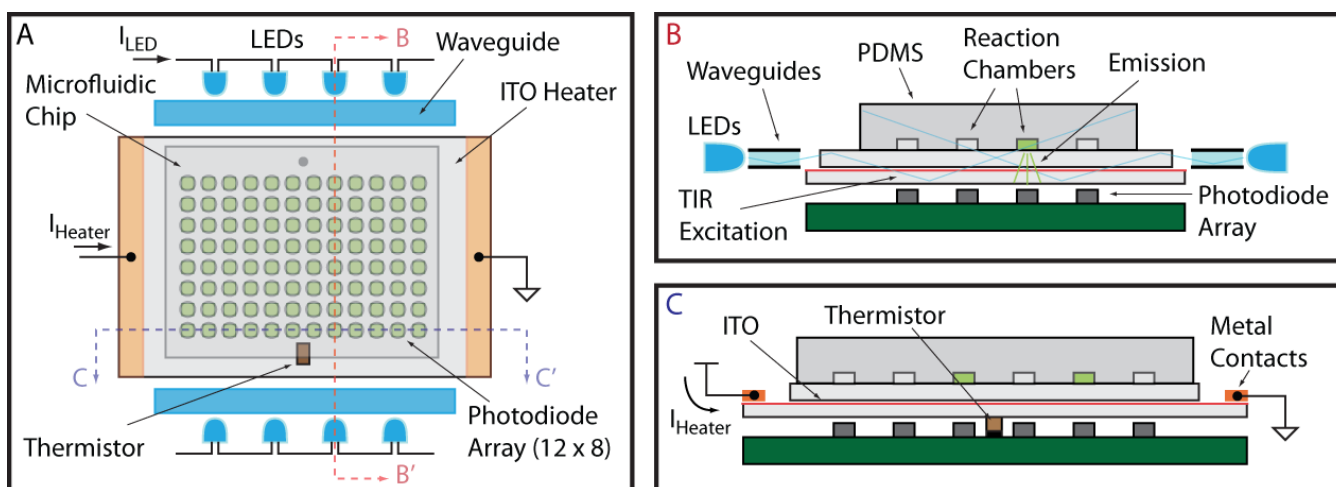 A
I_LED
LEDs
B
Waveguide
Microfluidic
Chip
ITO Heater
I_Heater
C
C'
Thermistor
Photodiode
Array (12 x 8)
B'
B
PDMS
Reaction
Chambers
Emission
Waveguides
LEDs
TIR
Excitation
Photodiode
Array
C
ITO
Thermistor
Metal
Contacts
I_Heater